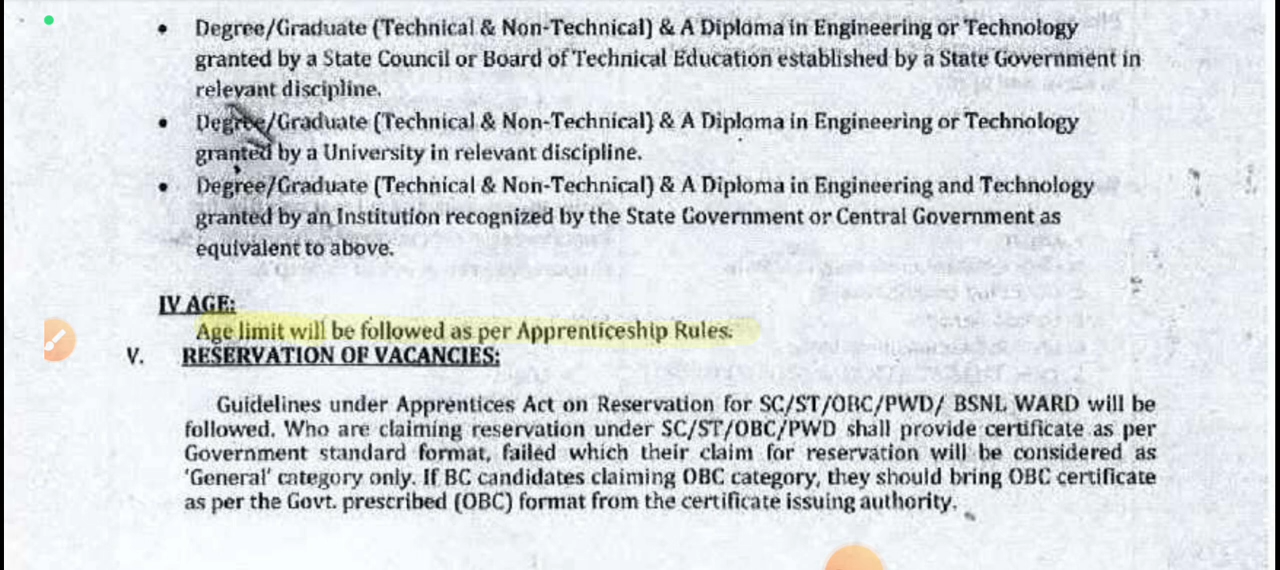 • Degree/Graduate (Technical & Non-Technical) & A Diploma in Engineering or Technology
granted by a State Council or Board of Technical Education established by a State Government in
relevant discipline.
• Degree/Graduate (Technical & Non-Technical) & A Diploma in Engineering or Technology
granted by a University in relevant discipline.
• Degree/Graduate (Technical & Non-Technical) & A Diploma in Engineering and Technology
granted by an Institution recognized by the State Government or Central Government as
equivalent to above.
IV AGE:
Age limit will be followed as per Apprenticeship Rules.
V. RESERVATION OF VACANCIES:
Guidelines under Apprentices Act on Reservation for SC/ST/OBC/PWD/ BSNL WARD will be
followed. Who are claiming reservation under SC/ST/OBC/PWD shall provide certificate as per
Government standard format, failed which their claim for reservation will be considered as
'General' category only. If BC candidates claiming OBC category, they should bring OBC certificate
as per the Govt. prescribed (OBC) format from the certificate issuing authority.